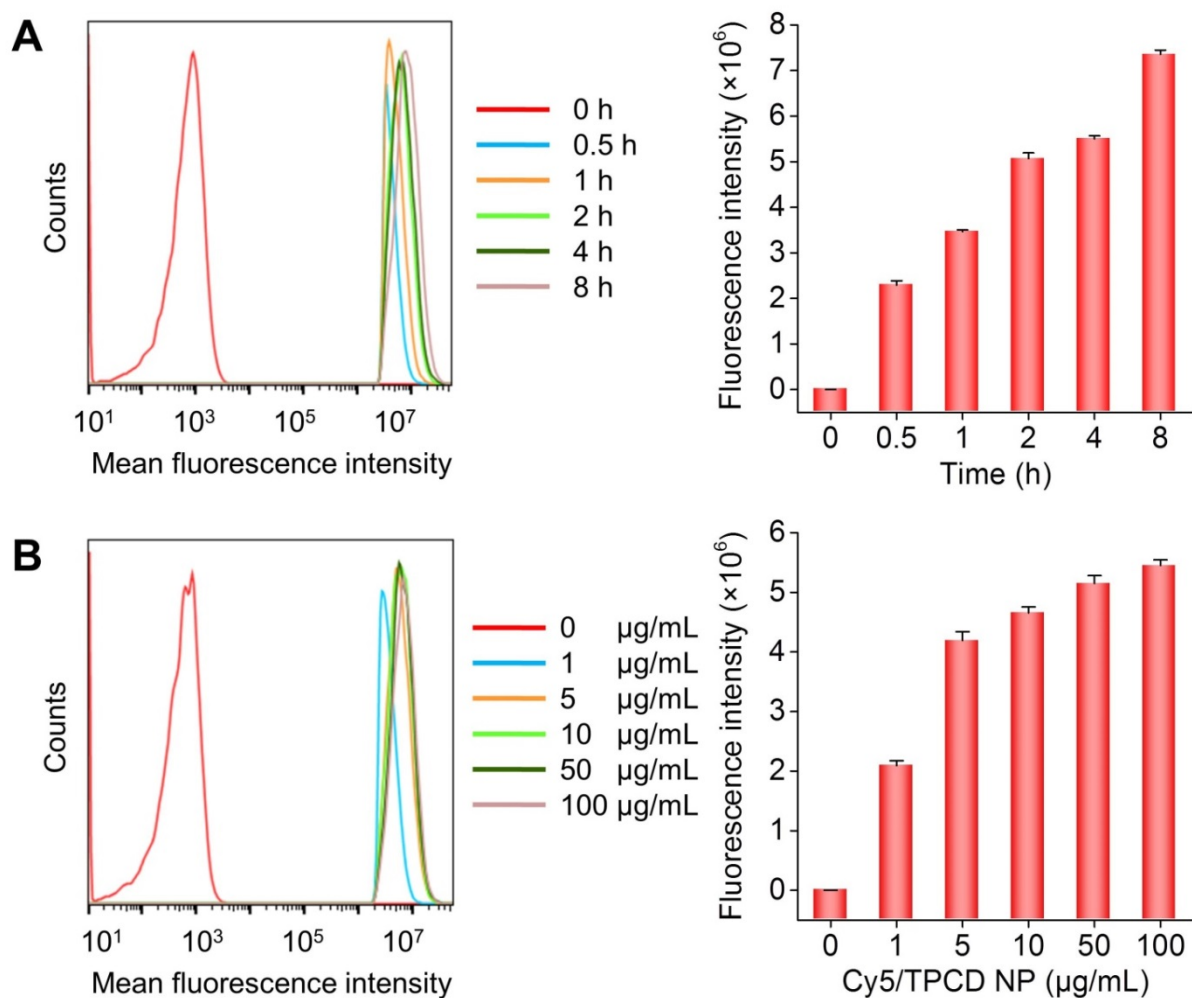 A
Counts
10¹ 10³ 10⁵ 10⁷
Mean fluorescence intensity
0 h
0.5 h
1 h
2 h
4 h
8 h
Fluorescence intensity (×10⁶)
8
7
6
5
4
3
2
1
0
0 0.5 1 2 4 8
Time (h)
B
Counts
10¹ 10³ 10⁵ 10⁷
Mean fluorescence intensity
0 µg/mL
1 µg/mL
5 µg/mL
10 µg/mL
50 µg/mL
100 µg/mL
Fluorescence intensity (×10⁶)
6
5
4
3
2
1
0
0 1 5 10 50 100
Cy5/TPCD NP (µg/mL)